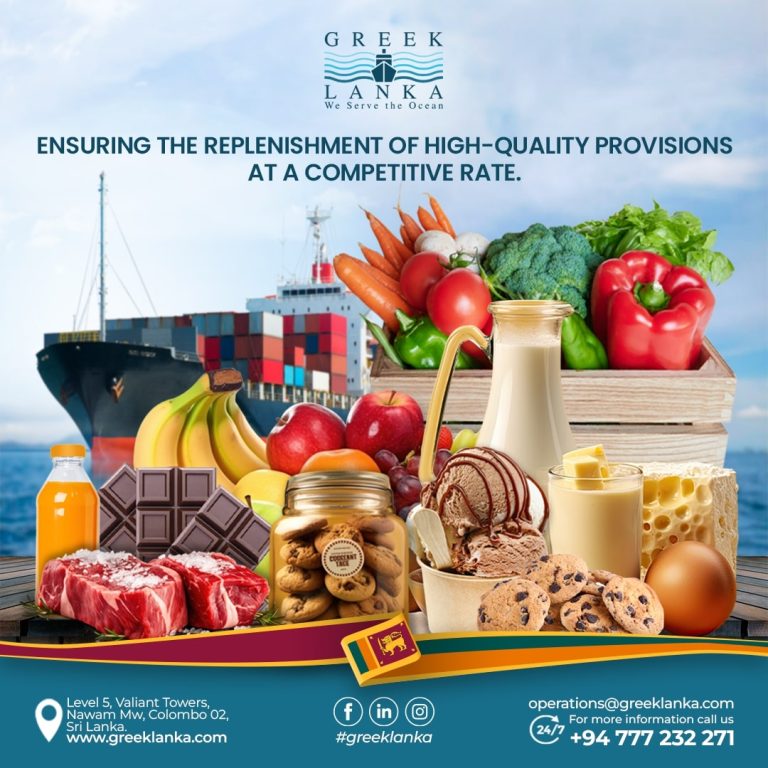 GREEK
LANKA
We Serve the Ocean
ENSURING THE REPLENISHMENT OF HIGH-QUALITY PROVISIONS
AT A COMPETITIVE RATE.
Level 5, Valiant Towers,
Nawam Mw, Colombo 02,
Sri Lanka.
www.greeklanka.com
#greeklanka
operations@greeklanka.com
24/7
For more information call us
+94 777 232 271